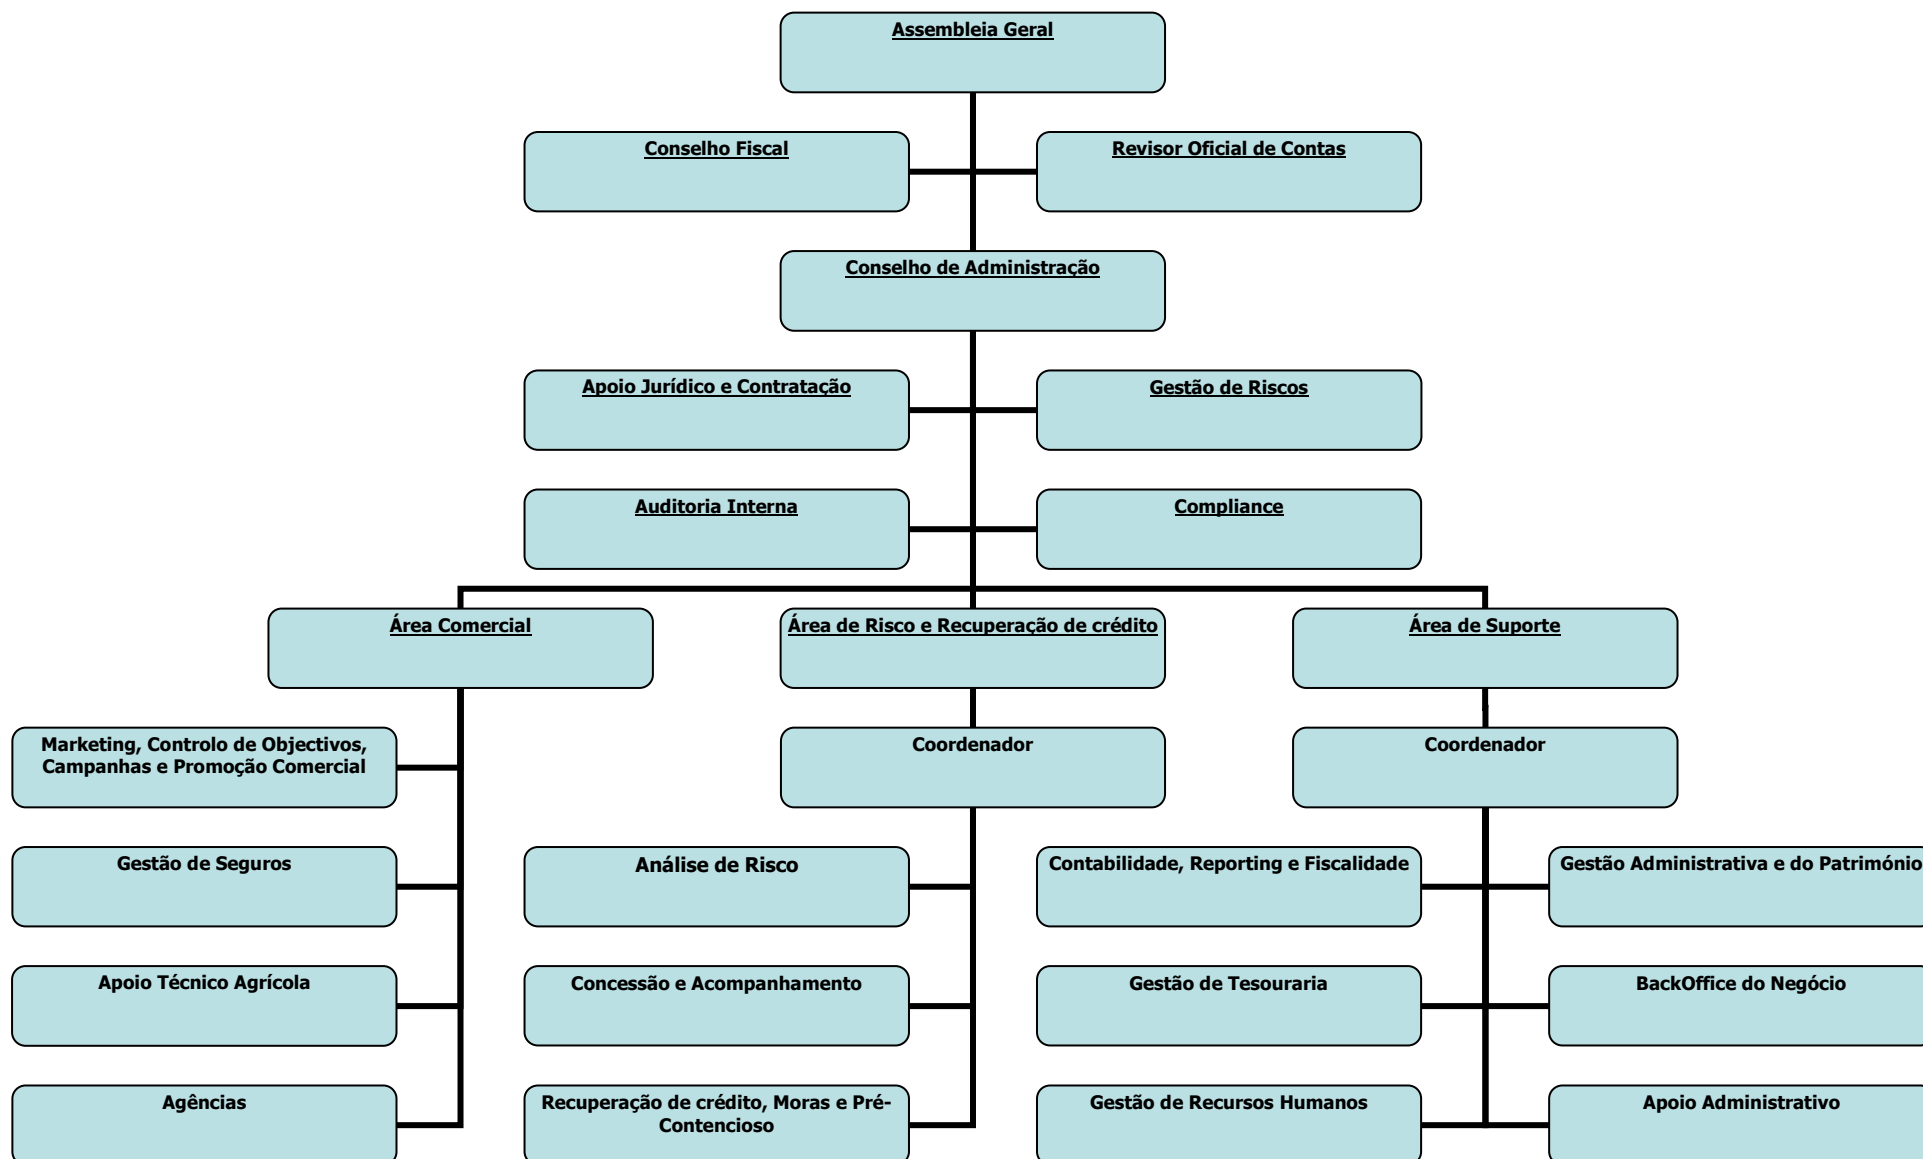 Assembleia Geral
Conselho Fiscal
Revisor Oficial de Contas
Conselho de Administração
Apoio Jurídico e Contratação
Gestão de Riscos
Auditoria Interna
Compliance
Área Comercial
Área de Risco e Recuperação de crédito
Área de Suporte
Marketing, Controlo de Objectivos,
Campanhas e Promoção Comercial
Coordenador
Coordenador
Gestão de Seguros
Análise de Risco
Contabilidade, Reporting e Fiscalidade
Gestão Administrativa e do Património
Apoio Técnico Agrícola
Concessão e Acompanhamento
Gestão de Tesouraria
BackOffice do Negócio
Agências
Recuperação de crédito, Moras e Pré-
Contencioso
Gestão de Recursos Humanos
Apoio Administrativo